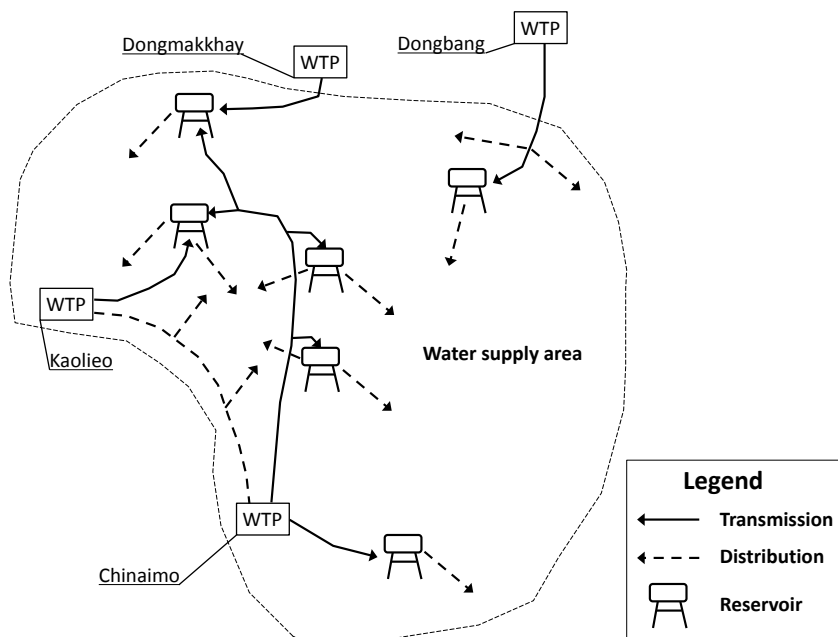 Dongmakkhay
Dongbang
WTP
WTP
WTP
Kaolieo
Water supply area
WTP
Chinaimo
Legend
Transmission
Distribution
Reservoir